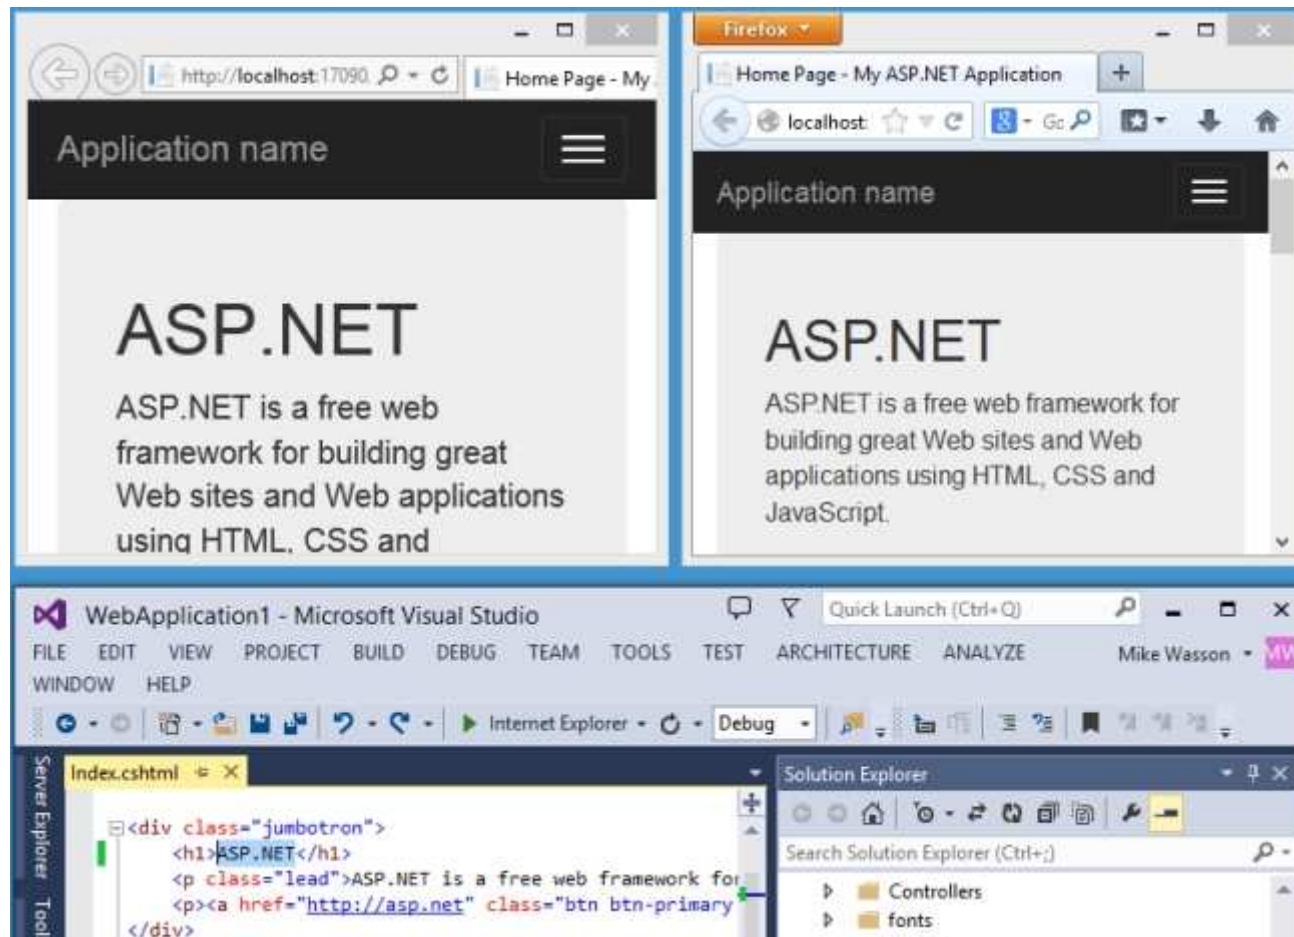 http://localhost:17090
Home Page - My
Application name
ASP.NET
ASP.NET is a free web
framework for building great
Web sites and Web applications
using HTML, CSS and
Firefox
Home Page - My ASP.NET Application
localhost:
Application name
ASP.NET
ASP.NET is a free web framework for
building great Web sites and Web
applications using HTML, CSS and
JavaScript.
WebApplication1 - Microsoft Visual Studio
Quick Launch (Ctrl+Q)
FILE EDIT VIEW PROJECT BUILD DEBUG TEAM TOOLS TEST ARCHITECTURE ANALYZE Mike Wasson MW
WINDOW HELP
Internet Explorer Debug
Server Explorer
Index.cshtml
<div class="jumbotron">
<h1>ASP.NET</h1>
<p class="lead">ASP.NET is a free web framework for
<p><a href="http://asp.net" class="btn btn-primary
</div>
Solution Explorer
Search Solution Explorer (Ctrl+;)
Controllers
fonts